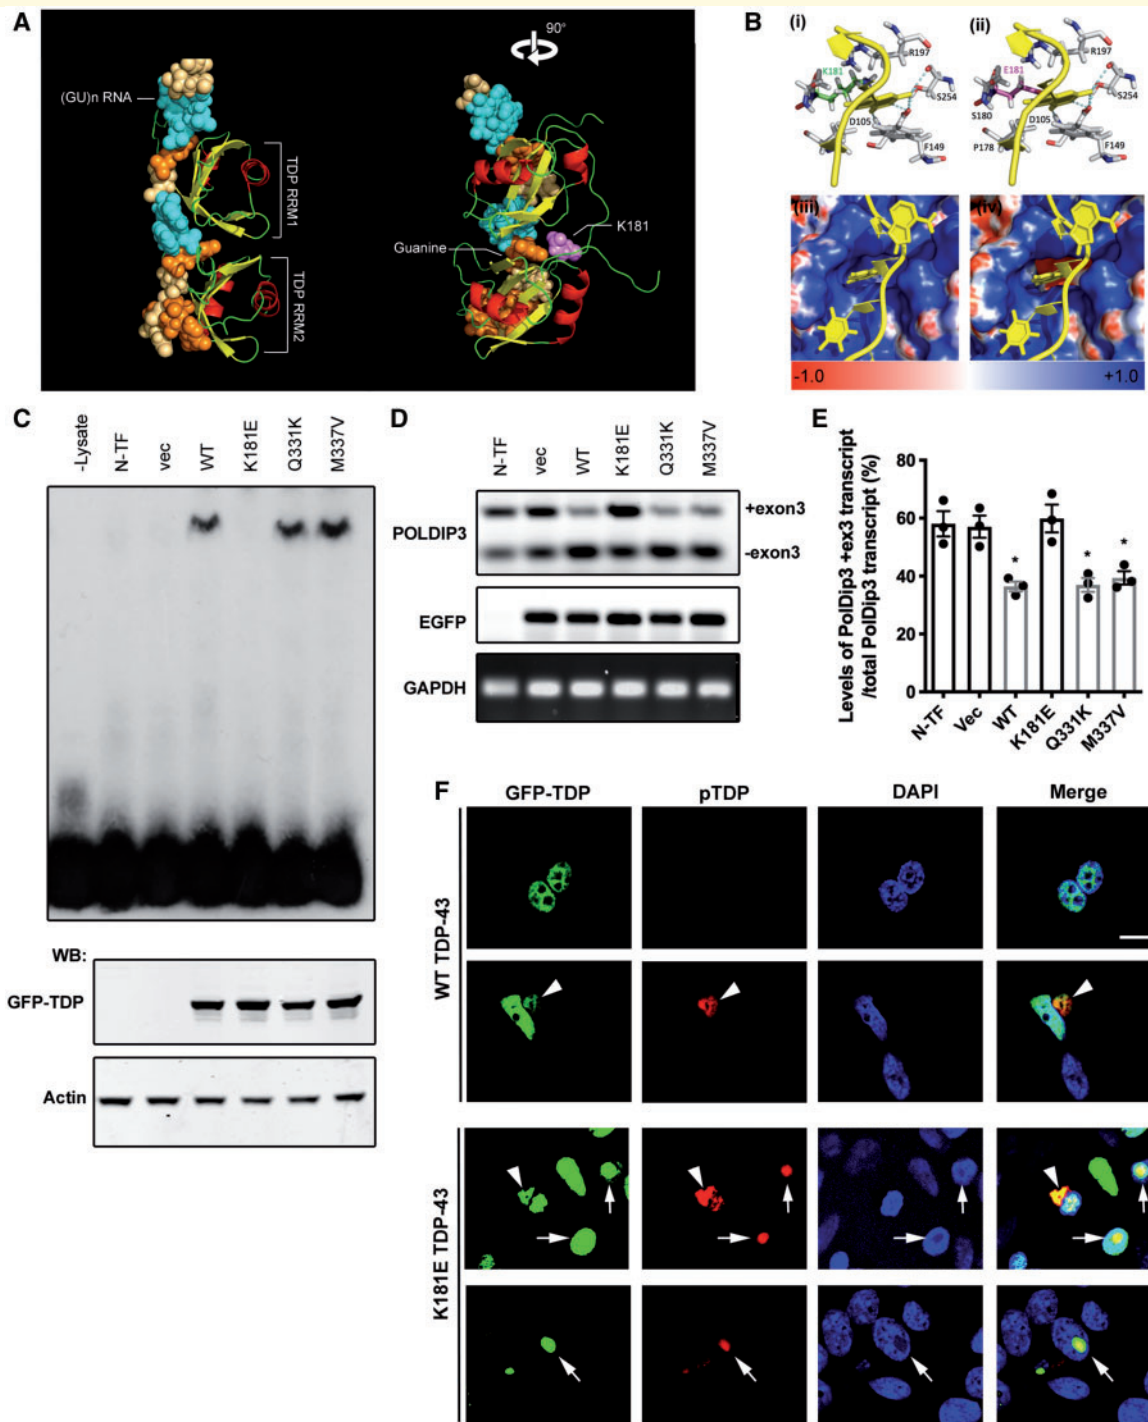 A
90°
(GU)n RNA
TDP RRM1
TDP RRM2
K181
Guanine
B
(i)
(ii)
R197
K181
S254
D105
F149
R197
E181
S254
S180
D105
P178
F149
(iii)
(iv)
-1.0
+1.0
C
-Lysate
N-TF
vec
WT
K181E
Q331K
M337V
WB:
GFP-TDP
Actin
D
N-TF
vec
WT
K181E
Q331K
M337V
POLDIP3
+exon3
-exon3
EGFP
GAPDH
E
Levels of PolDip3 +ex3 transcript
/total PolDip3 transcript (%)
80
60
40
20
0
*
*
*
N-TF
Vec
WT
K181E
Q331K
M337V
F
GFP-TDP
pTDP
DAPI
Merge
WT TDP-43
K181E TDP-43